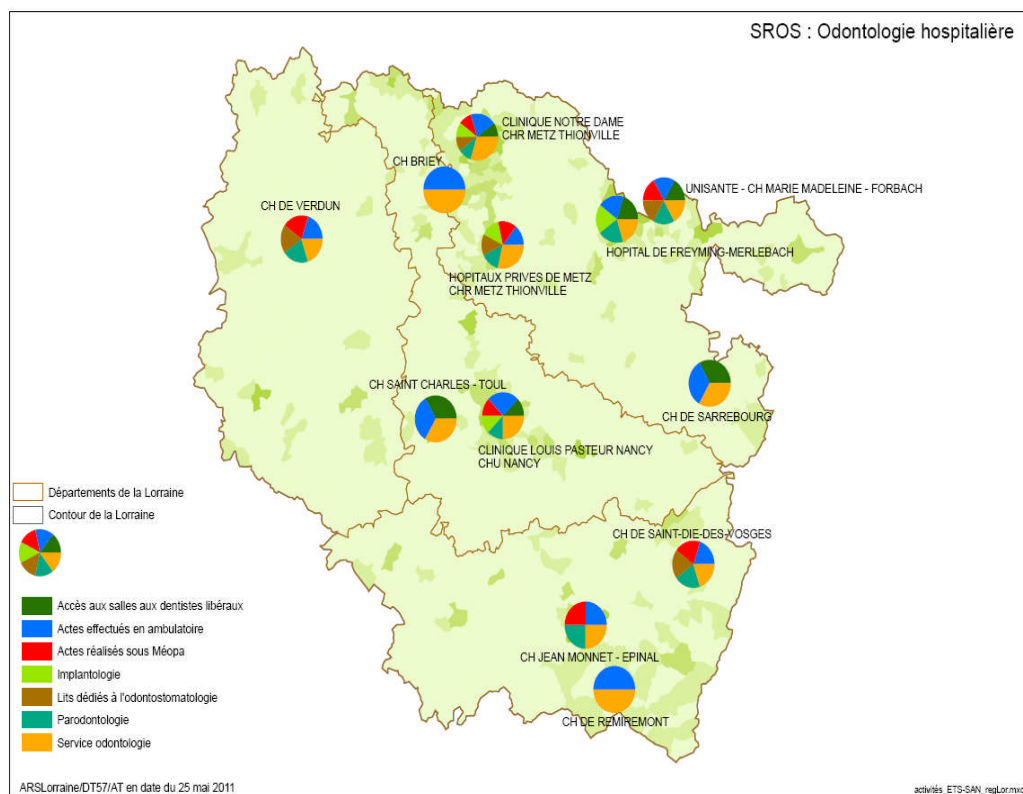 SROS : Odontologie hospitalière
CLINIQUE NOTRE DAME
CHR METZ THIONVILLE
CH BRIEY
UNISANTE - CH MARIE MADELEINE - FORBACH
CH DE VERDUN
HOPITAL DE FREYMING-MERLEBACH
HOPITAUX PRIVES DE METZ
CHR METZ THIONVILLE
CH SAINT CHARLES - TOUL
CH DE SARREBOURG
CLINIQUE LOUIS PASTEUR NANCY
CHU NANCY
Départements de la Lorraine
Contour de la Lorraine
CH DE SAINT-DIE-DES-VOSGES
Accès aux salles aux dentistes libéraux
Actes effectués en ambulatoire
Actes réalisés sous Méopa
Implantologie
Lits dédiés à l'odontostomatologie
Parodontologie
Service odontologie
CH JEAN MONNET - EPINAL
CH DE REMIREMONT
ARSLorraine/DT57/AT en date du 25 mai 2011
activités_ETS-SAN_regLor.mxd